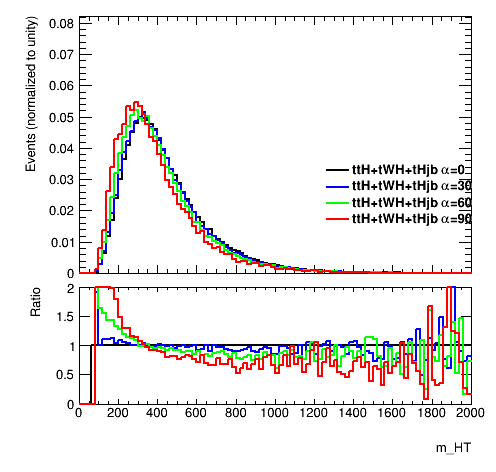 Events (normalized to unity)
0.08
0.07
0.06
0.05
0.04
0.03
0.02
0.01
0
ttH+tWH+tHjb α=0
ttH+tWH+tHjb α=30
ttH+tWH+tHjb α=60
ttH+tWH+tHjb α=90
Ratio
2
1.5
1
0.5
0
0 200 400 600 800 1000 1200 1400 1600 1800 2000
m_HT